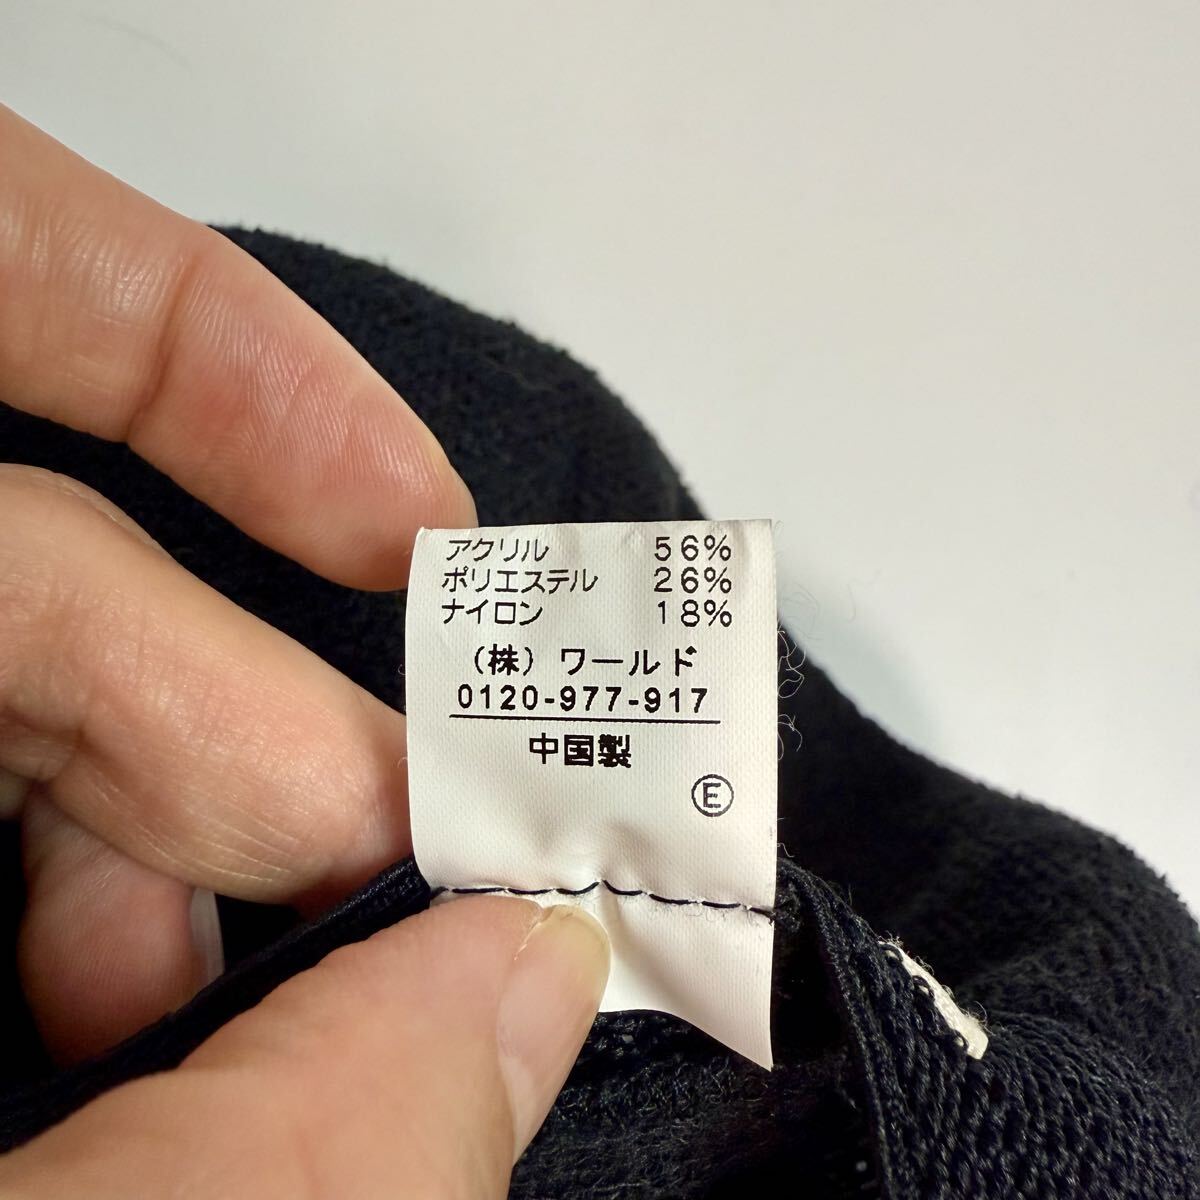 アクリル 56%
ポリエステル 26%
ナイロン 18%
(株) ワールド
0120-977-917
中国製
Ⓔ